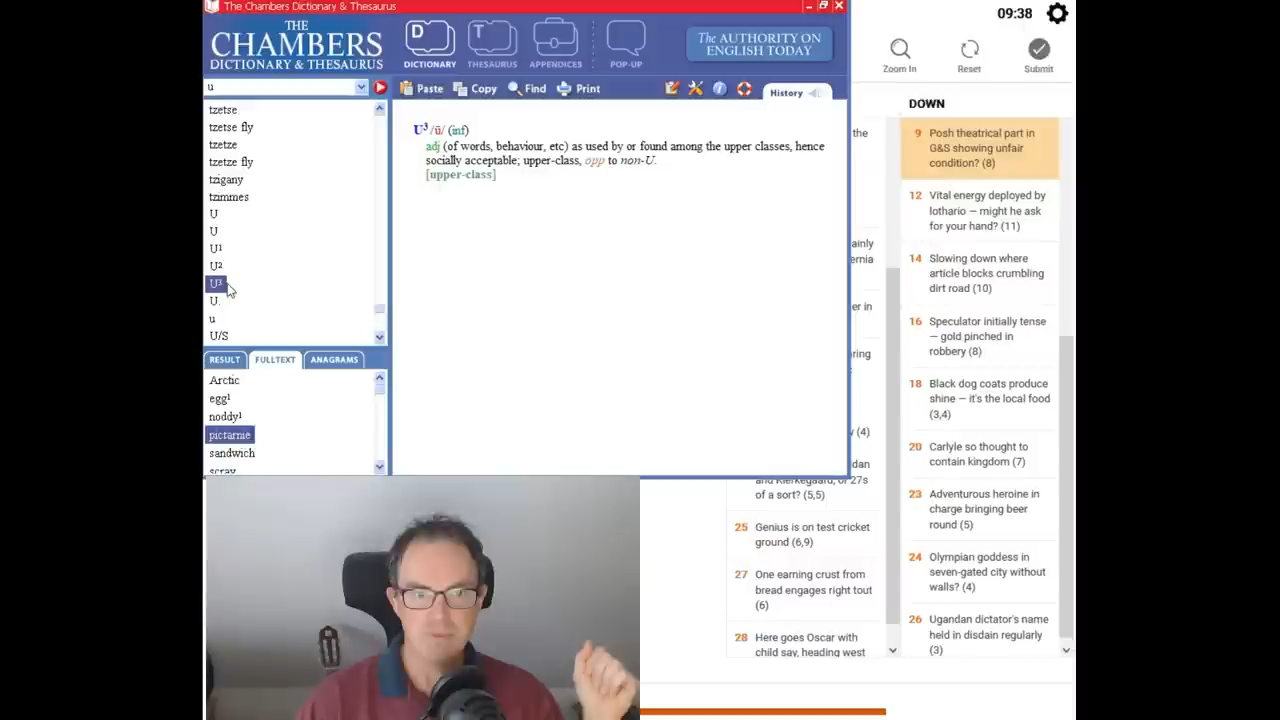 The Chambers Dictionary & Thesaurus
THE
CHAMBERS
DICTIONARY & THESAURUS
D
DICTIONARY
T
THESAURUS
APPENDICES
POP-UP
The AUTHORITY ON
ENGLISH TODAY
u
Paste
Copy
Find
Print
History
tzetse
tzetse fly
tzetze
tzetze fly
tzigany
tzimmes
U
U
U¹
U²
U³
U.
u
U/S
RESULT
FULLTEXT
ANAGRAMS
Arctic
egg¹
noddy¹
pictarnie
sandwich
scray
U³ /ū/ (inf)
adj (of words, behaviour, etc) as used by or found among the upper classes, hence
socially acceptable; upper-class, opp to non-U.
[upper-class]
09:38
Zoom In
Reset
Submit
the
ainly
ernia
er in
ring
y (4)
dan
and Kierkegaard, or 27s
of a sort? (5,5)
25 Genius is on test cricket
ground (6,9)
27 One earning crust from
bread engages right tout
(6)
28 Here goes Oscar with
child say, heading west
DOWN
9 Posh theatrical part in
G&S showing unfair
condition? (8)
12 Vital energy deployed by
lothario — might he ask
for your hand? (11)
14 Slowing down where
article blocks crumbling
dirt road (10)
16 Speculator initially tense
— gold pinched in
robbery (8)
18 Black dog coats produce
shine — it's the local food
(3,4)
20 Carlyle so thought to
contain kingdom (7)
23 Adventurous heroine in
charge bringing beer
round (5)
24 Olympian goddess in
seven-gated city without
walls? (4)
26 Ugandan dictator's name
held in disdain regularly
(3)